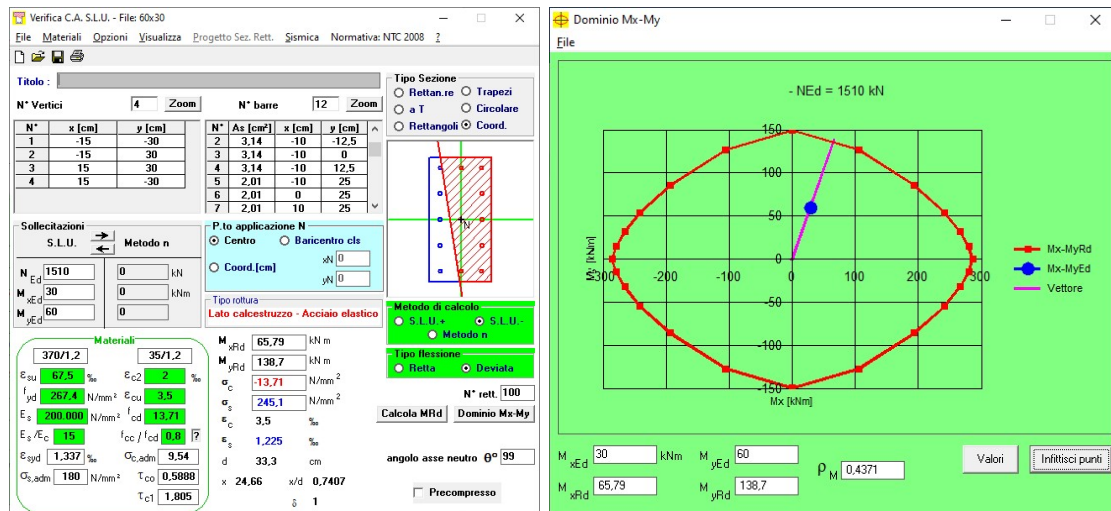 Verifica C.A. S.L.U. - File: 60x30
File Materiali Opzioni Visualizza Progetto Sez. Rett. Sismica Normativa: NTC 2008 ?
Titolo :
N° Vertici 4 Zoom N° barre 12 Zoom
N° x [cm] y [cm]
1 -15 -30
2 -15 30
3 15 30
4 15 -30
N° As [cm²] x [cm] y [cm]
2 3,14 -10 -12,5
3 3,14 -10 0
4 3,14 -10 12,5
5 2,01 -10 25
6 2,01 0 25
7 2,01 10 25
Tipo Sezione
Rettan.re Trapezi
a T Circolare
Rettangoli Coord.
N
Sollecitazioni
S.L.U. Metodo n
N Ed 1510 0 kN
M xEd 30 0 kNm
M yEd 60 0
P.to applicazione N
Centro Baricentro cls
Coord.[cm] xN 0
yN 0
Tipo rottura
Lato calcestruzzo - Acciaio elastico
Metodo di calcolo
S.L.U.+ S.L.U.-
Metodo n
Tipo flessione
Retta Deviata
Materiali
370/1,2 35/1,2
εsu 67,5 ‰ εc2 2 ‰
fyd 267,4 N/mm² εcu 3,5
Es 200.000 N/mm² fcd 13,71
Es /Ec 15 fcc / fcd 0,8 ?
εsyd 1,337 ‰ σc,adm 9,54
σs,adm 180 N/mm² τco 0,5888
τc1 1,805
M xRd 65,79 kN m
M yRd 138,7 kN m
σc -13,71 N/mm²
σs 245,1 N/mm²
εc 3,5 ‰
εs 1,225 ‰
d 33,3 cm
x 24,66 x/d 0,7407
δ 1
N° rett. 100
Calcola MRd Dominio Mx-My
angolo asse neutro θ° 99
Precompresso
Dominio Mx-My
File
- NEd = 1510 kN
150
100
50
0
-50
-100
-150
-300 -200 -100 0 100 200 300
Mx [kNm]
Mx-MyRd
Mx-MyEd
Vettore
M xEd 30 kNm M yEd 60
M xRd 65,79 M yRd 138,7
ρ M 0,4371
Valori Infittisci punti